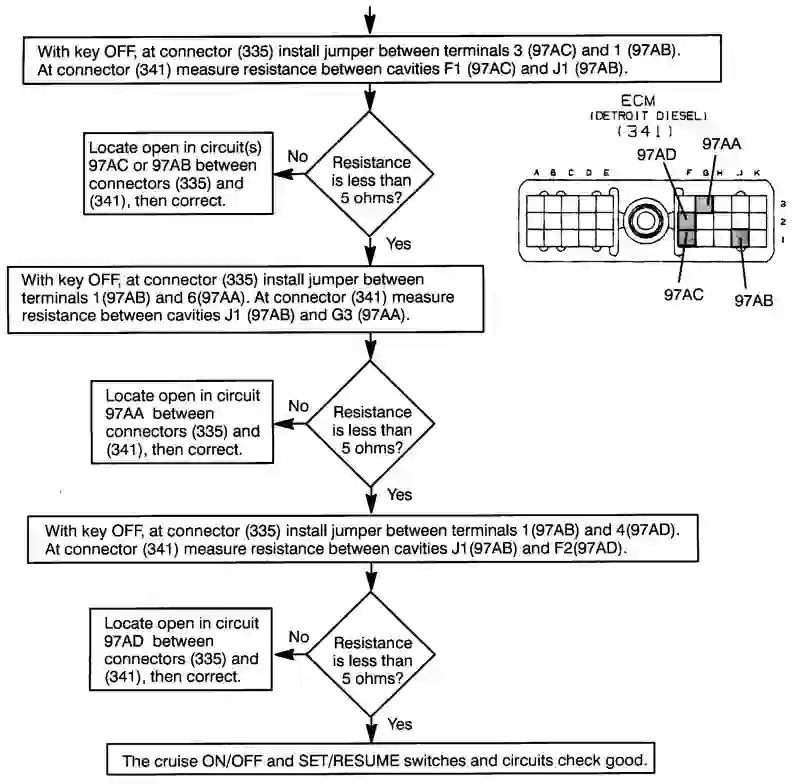 With key OFF, at connector (335) install jumper between terminals 3 (97AC) and 1 (97AB).
At connector (341) measure resistance between cavities F1 (97AC) and J1 (97AB).
ECM
(DETROIT DIESEL)
(341)
97AA
97AD
A B C D E F G H J K
3
2
1
97AC
97AB
Locate open in circuit(s)
97AC or 97AB between
connectors (335) and
(341), then correct.
No
Resistance
is less than
5 ohms?
Yes
With key OFF, at connector (335) install jumper between
terminals 1(97AB) and 6(97AA). At connector (341) measure
resistance between cavities J1 (97AB) and G3 (97AA).
Locate open in circuit
97AA between
connectors (335) and
(341), then correct.
No
Resistance
is less than
5 ohms?
Yes
With key OFF, at connector (335) install jumper between terminals 1(97AB) and 4(97AD).
At connector (341) measure resistance between cavities J1(97AB) and F2(97AD).
Locate open in circuit
97AD between
connectors (335) and
(341), then correct.
No
Resistance
is less than
5 ohms?
Yes
The cruise ON/OFF and SET/RESUME switches and circuits check good.